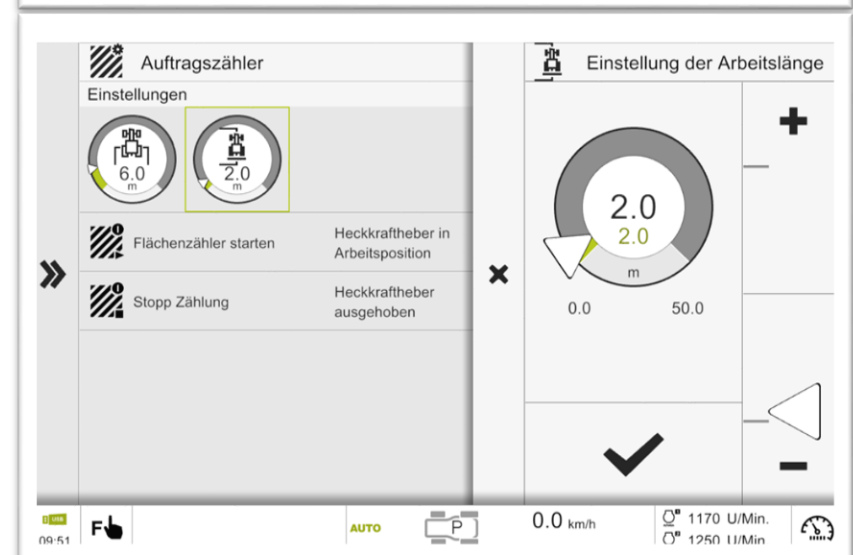 Auftragszähler
Einstellungen
6.0
m
2.0
m
Flächenzähler starten
Heckkraftheber in
Arbeitsposition
Stopp Zählung
Heckkraftheber
ausgehoben
Einstellung der Arbeitslänge
2.0
2.0
m
0.0 50.0
USB
09:51
F
AUTO
P
0.0 km/h
1170 U/Min.
1250 U/Min